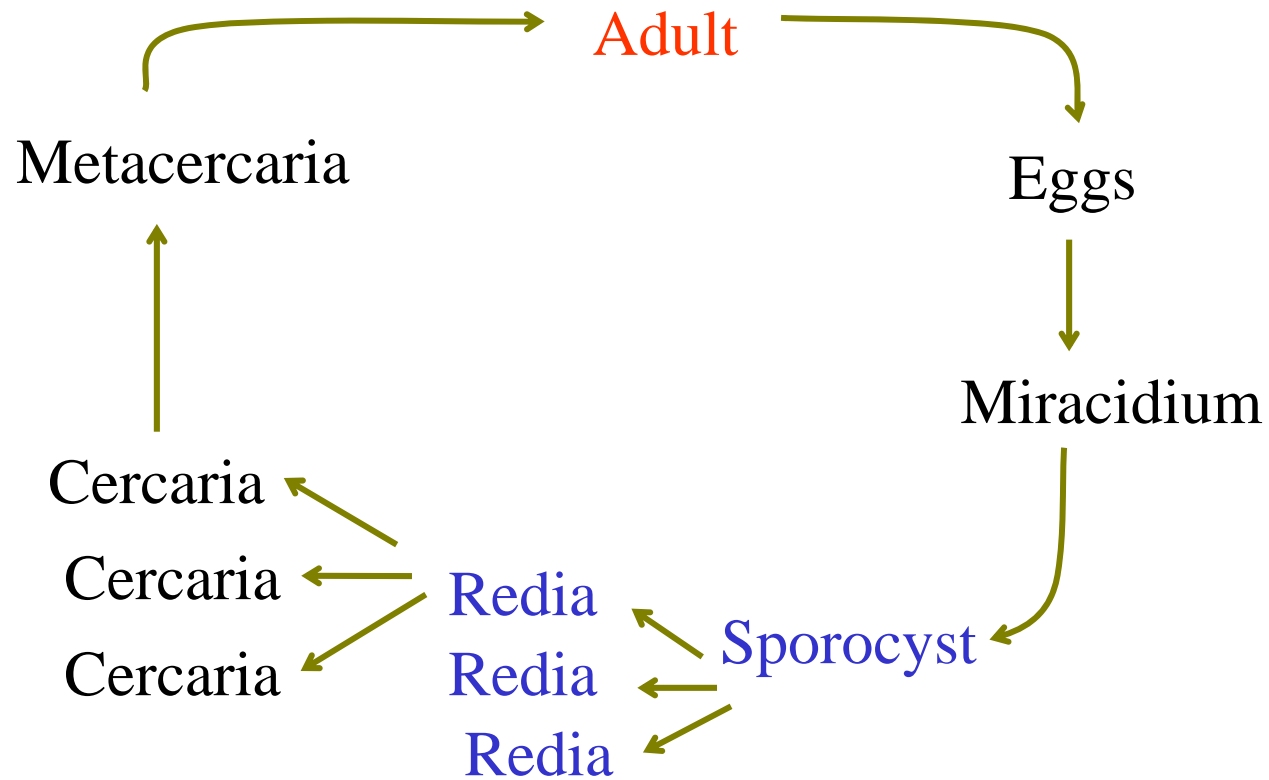 Adult
Metacercaria
Eggs
Miracidium
Cercaria
Cercaria
Redia
Sporocyst
Cercaria
Redia
Redia